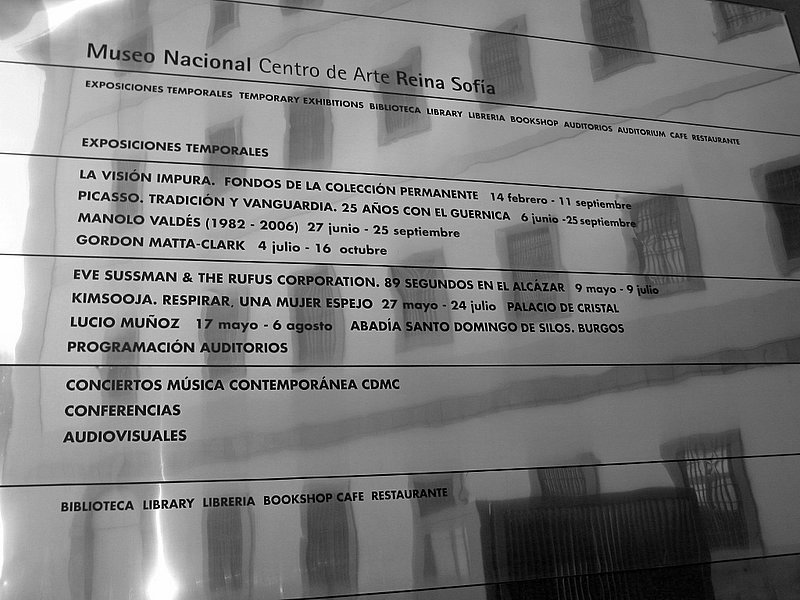 Museo Nacional Centro de Arte Reina Sofía
EXPOSICIONES TEMPORALES TEMPORARY EXHIBITIONS BIBLIOTECA LIBRARY LIBRERIA BOOKSHOP AUDITORIOS AUDITORIUM CAFE RESTAURANTE
EXPOSICIONES TEMPORALES
LA VISIÓN IMPURA. FONDOS DE LA COLECCIÓN PERMANENTE 14 febrero - 11 septiembre
PICASSO. TRADICIÓN Y VANGUARDIA. 25 AÑOS CON EL GUERNICA 6 junio -25 septiembre
MANOLO VALDÉS (1982 - 2006) 27 junio - 25 septiembre
GORDON MATTA-CLARK 4 julio - 16 octubre
EVE SUSSMAN & THE RUFUS CORPORATION. 89 SEGUNDOS EN EL ALCÁZAR 9 mayo - 9 julio
KIMSOOJA. RESPIRAR, UNA MUJER ESPEJO 27 mayo - 24 julio PALACIO DE CRISTAL
LUCIO MUÑOZ 17 mayo - 6 agosto ABADÍA SANTO DOMINGO DE SILOS. BURGOS
PROGRAMACIÓN AUDITORIOS
CONCIERTOS MÚSICA CONTEMPORÁNEA CDMC
CONFERENCIAS
AUDIOVISUALES
BIBLIOTECA LIBRARY LIBRERIA BOOKSHOP CAFE RESTAURANTE